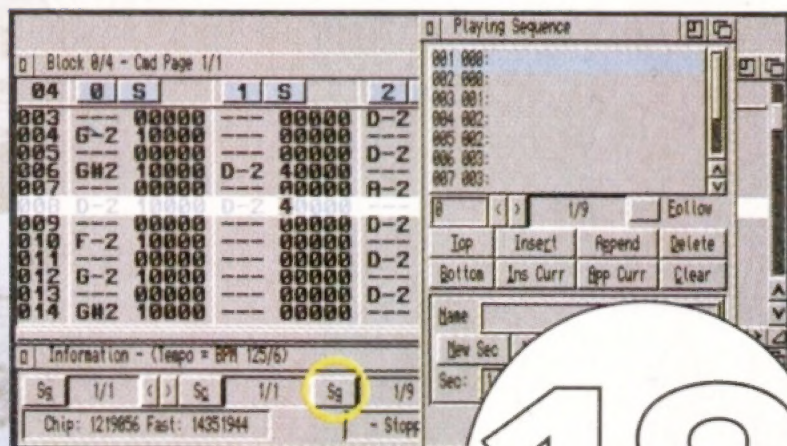 Playing Sequence
Block 0/4 - Cmd Page 1/1
04 0 S 1 S 2
003 --- 00000 --- 00000 D-2
004 G-2 10000 --- 00000 ---
005 --- 00000 --- 00000 D-2
006 G#2 10000 D-2 40000 ---
007 --- 00000 --- A0000 A-2
008 D-2 10000 D-2 40000 ---
009 --- 00000 --- 00000 D-2
010 F-2 10000 --- 00000 ---
011 --- 00000 --- 00000 D-2
012 G-2 10000 --- 00000 ---
013 --- 00000 --- 00000 D-2
014 G#2 10000 --- 00000 ---
001 000:
002 000:
003 001:
004 002:
005 022:
006 003:
007 003:
0 < > 1/9 Follow
Top Insert Append Delete
Bottom Ins Curr App Curr Clear
Name
New Sec
Sec: 1
Information - (Tempo = BPM 125/6)
Sg 1/1 < > Sc 1/1 Sg 1/9
Chip: 1219856 Fast: 14351944 - Stopp